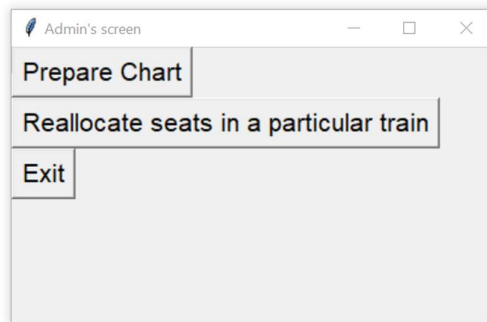 Admin's screen
Prepare Chart
Reallocate seats in a particular train
Exit